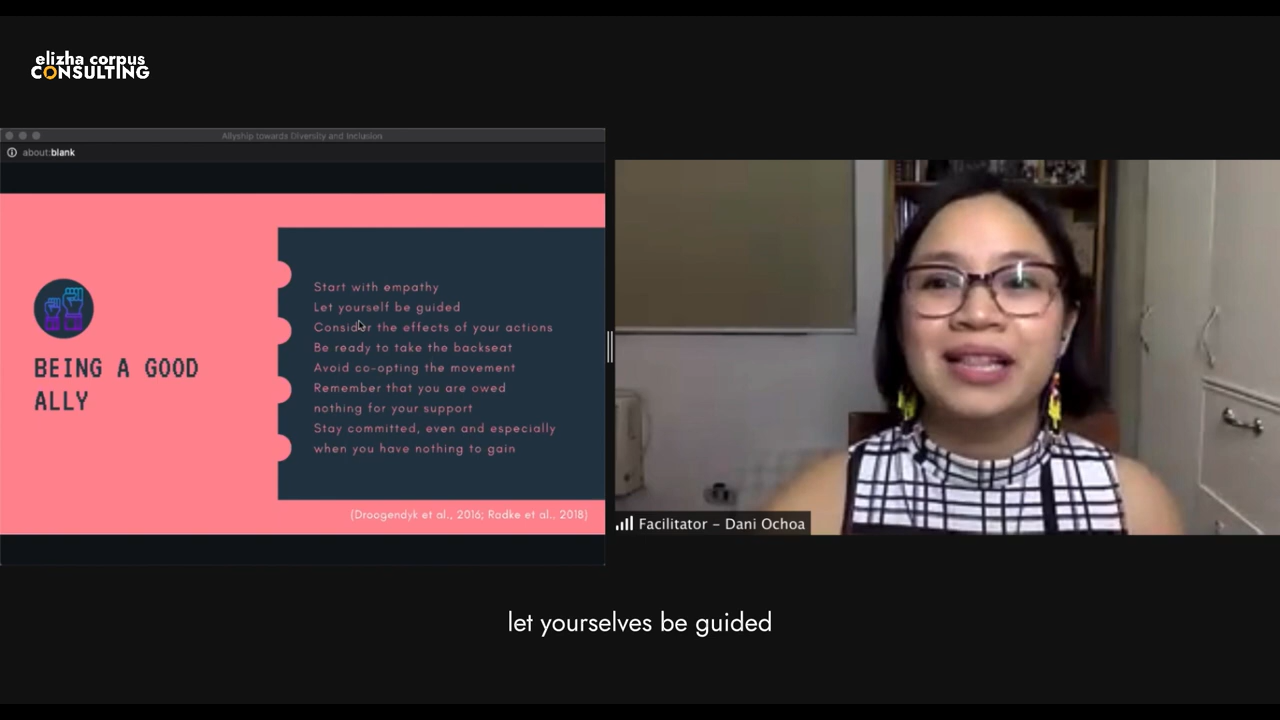 elizha corpus
CONSULTING
Allyship towards Diversity and Inclusion
about:blank
BEING A GOOD
ALLY
Start with empathy
Let yourself be guided
Consider the effects of your actions
Be ready to take the backseat
Avoid co-opting the movement
Remember that you are owed
nothing for your support
Stay committed, even and especially
when you have nothing to gain
(Droogendyk et al., 2016; Radke et al.. 2018)
Facilitator - Dani Ochoa
let yourselves be guided